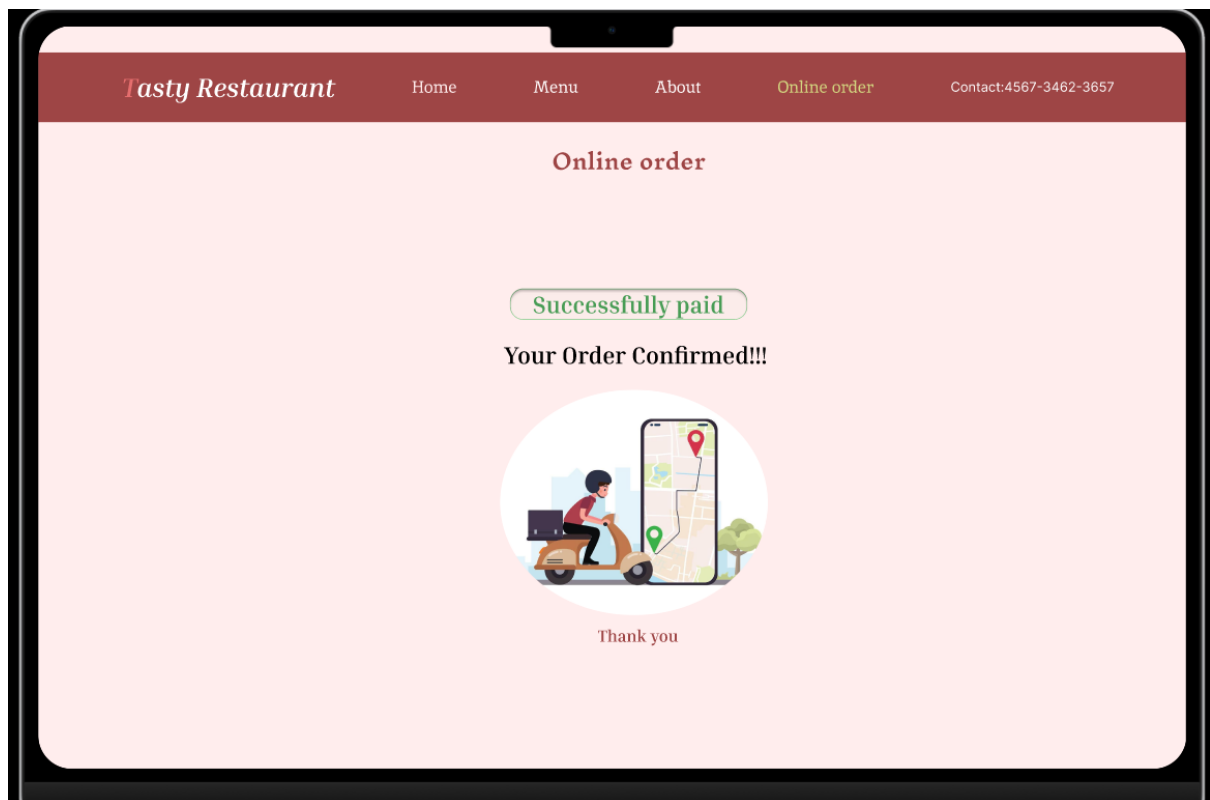 Tasty Restaurant Home Menu About Online order Contact:4567-3462-3657
Online order
Successfully paid
Your Order Confirmed!!!
Thank you